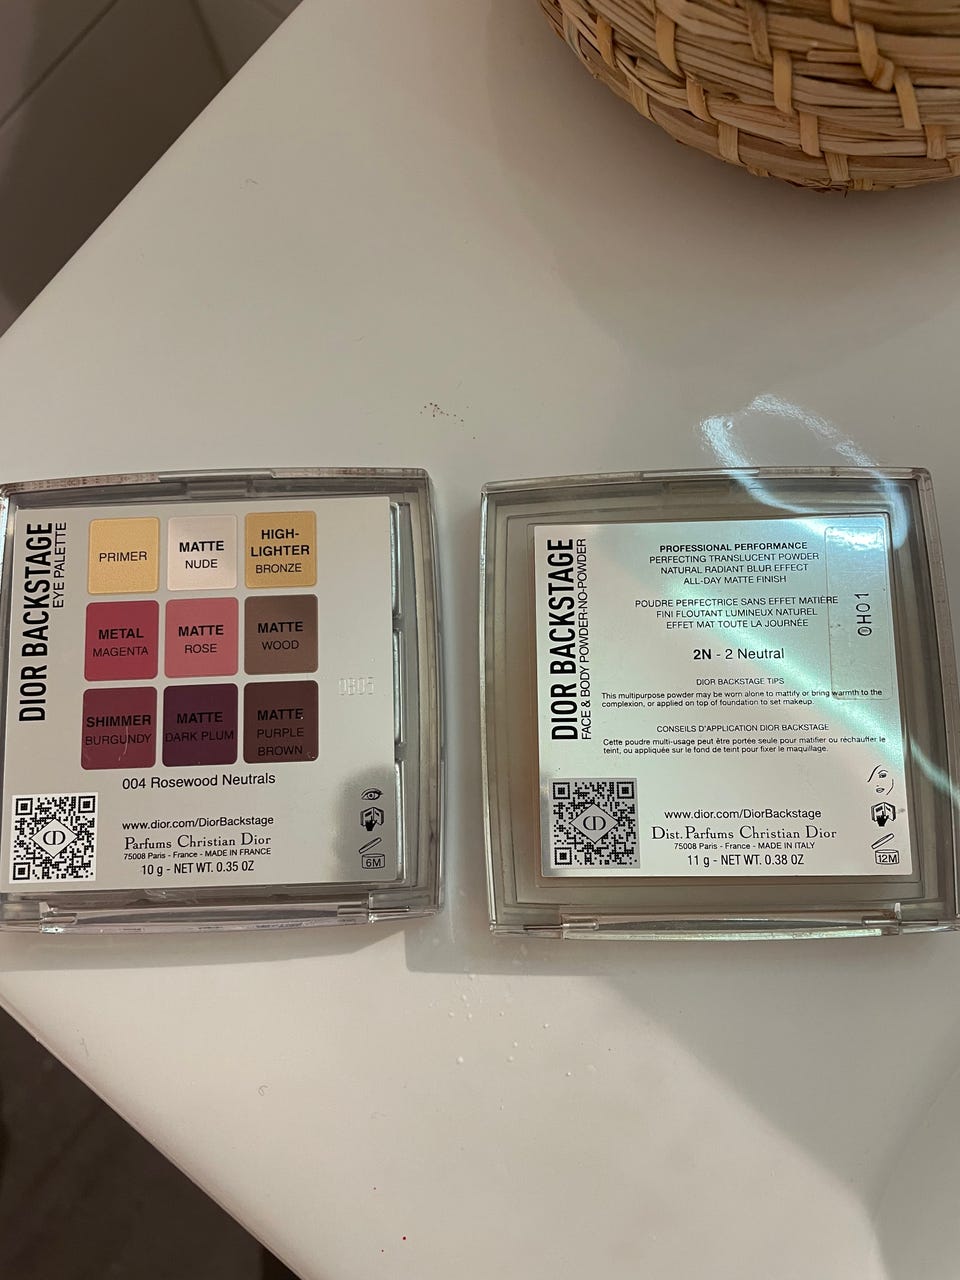 DIOR BACKSTAGE
EYE PALETTE
PRIMER
MATTE
NUDE
HIGH-
LIGHTER
BRONZE
METAL
MAGENTA
MATTE
ROSE
MATTE
WOOD
SHIMMER
BURGUNDY
MATTE
DARK PLUM
MATTE
PURPLE
BROWN
004 Rosewood Neutrals
www.dior.com/DiorBackstage
Parfums Christian Dior
75008 Paris - France - MADE IN FRANCE
10 g - NET WT. 0.35 OZ
6M
CD
DIOR BACKSTAGE
FACE & BODY POWDER-NO-POWDER
PROFESSIONAL PERFORMANCE
PERFECTING TRANSLUCENT POWDER
NATURAL RADIANT BLUR EFFECT
ALL-DAY MATTE FINISH
POUDRE PERFECTRICE SANS EFFET MATIÈRE
FINI FLOUTANT LUMINEUX NATUREL
EFFET MAT TOUTE LA JOURNÉE
2N - 2 Neutral
DIOR BACKSTAGE TIPS
This multipurpose powder may be worn alone to mattify or bring warmth to the
complexion, or applied on top of foundation to set makeup.
CONSEILS D'APPLICATION DIOR BACKSTAGE
Cette poudre multi-usage peut être portée seule pour matifier ou réchauffer le
teint, ou appliquée sur le fond de teint pour fixer le maquillage.
www.dior.com/DiorBackstage
Dist. Parfums Christian Dior
75008 Paris - France - MADE IN ITALY
11 g - NET WT. 0.38 OZ
12M
CD